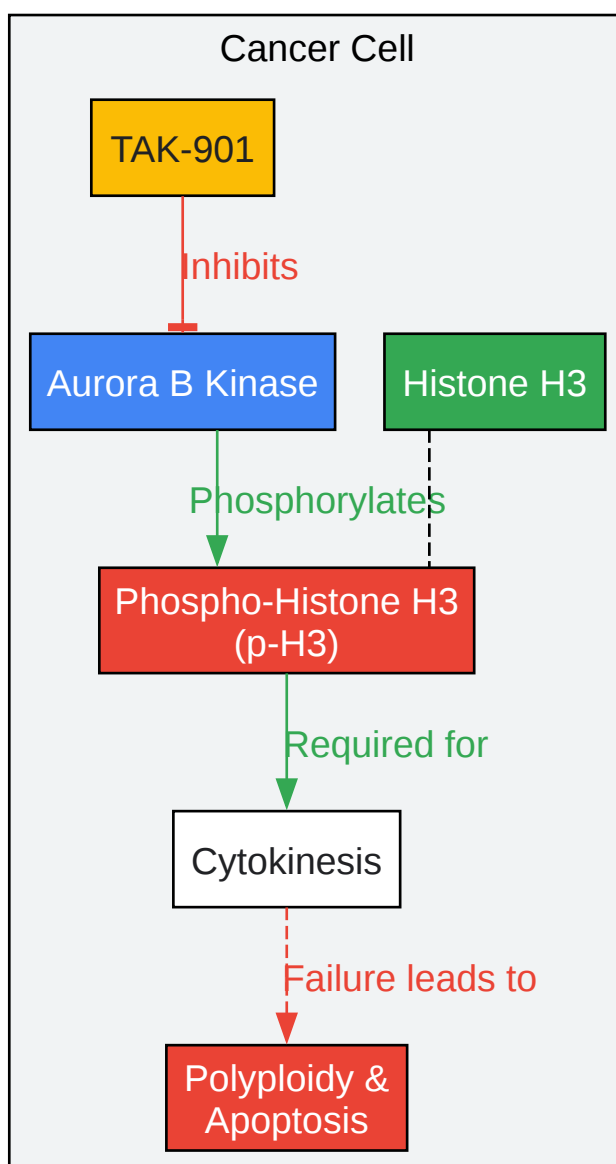 Cancer Cell
TAK-901
Inhibits
Aurora B Kinase
Histone H3
Phosphorylates
Phospho-Histone H3
(p-H3)
Required for
Cytokinesis
Failure leads to
Polyploidy &
Apoptosis